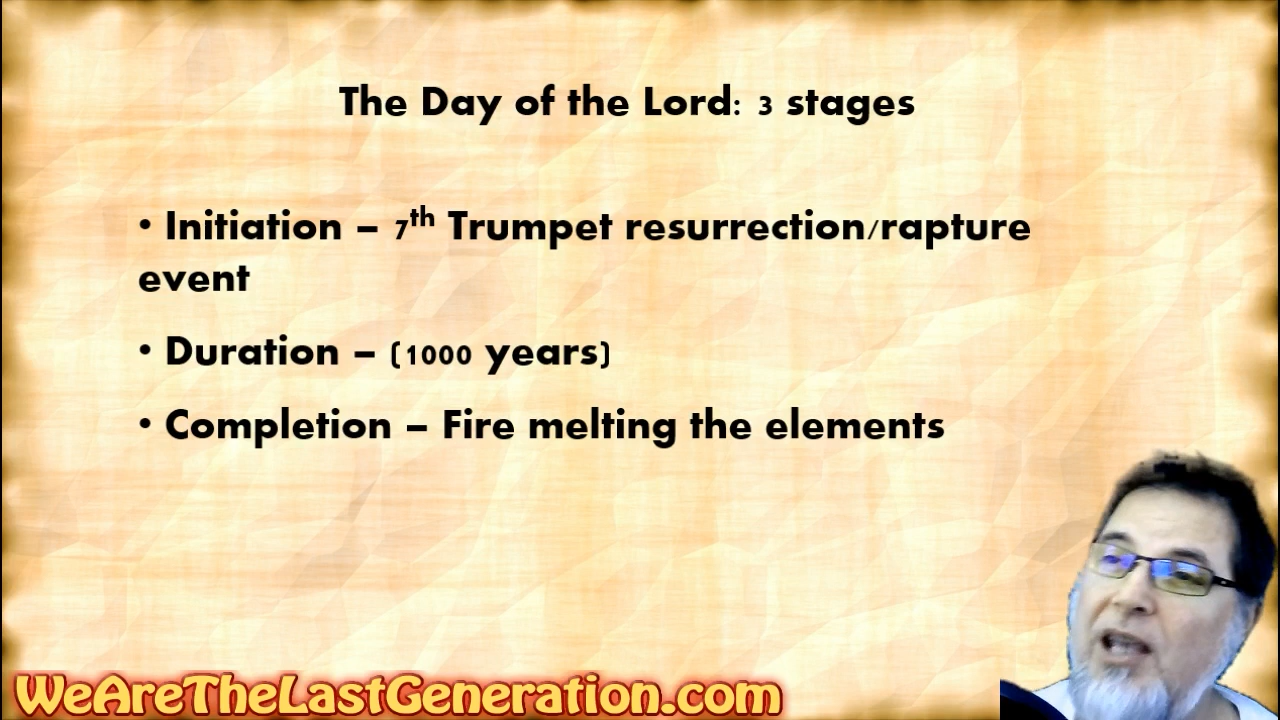 The Day of the Lord: 3 stages
• Initiation – 7th Trumpet resurrection/rapture
event
• Duration – (1000 years)
• Completion – Fire melting the elements
WeAreTheLastGeneration.com